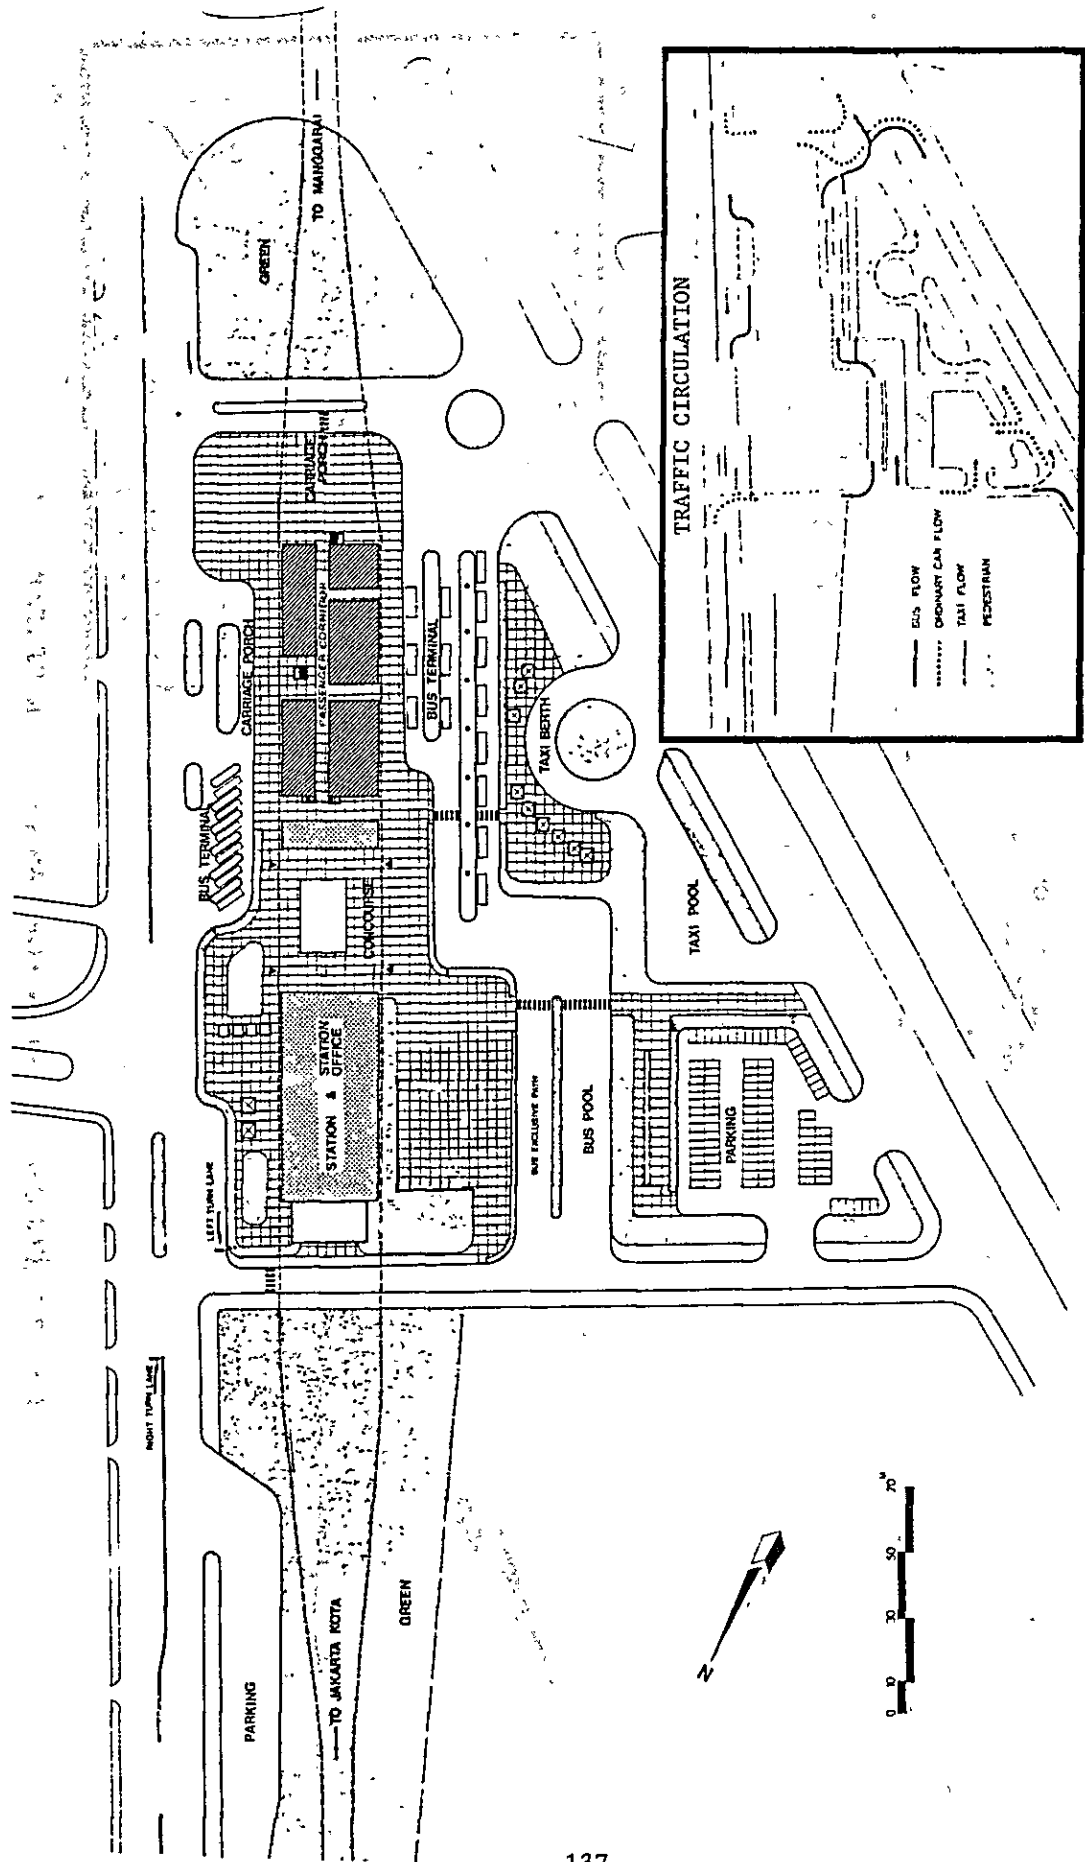 TO MANGGARAI
GREEN
CARRIAGE
PORCH
PASSENGER CORRIDOR
CARRIAGE PORCH
BUS TERMINAL
BUS TERMINAL
TAXI BERTH
CONCOURSE
TAXI POOL
STATION & STATION
OFFICE
BUS EXCLUSIVE PATH
BUS POOL
PARKING
LEFT TURN LANE
RIGHT TURN LANE
PARKING
TO JAKARTA KOTA
GREEN
N
0 10 30 50 70 M
TRAFFIC CIRCULATION
BUS FLOW
ORDINARY CAR FLOW
TAXI FLOW
PEDESTRIAN
137